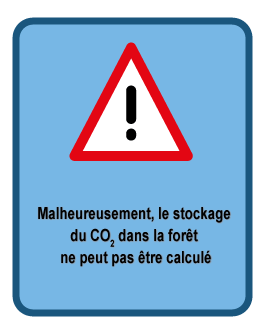 Malheureusement, le stockage
du CO₂ dans la forêt
ne peut pas être calculé